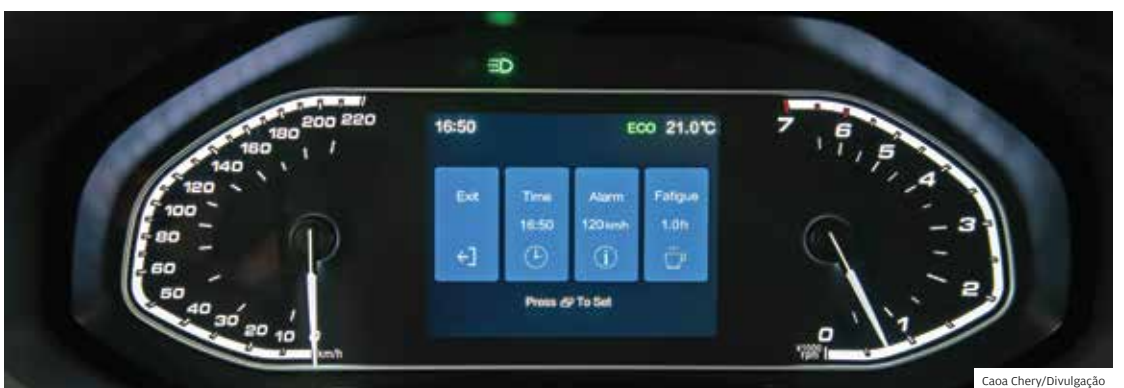 220
200
180
160
140
120
100
80
60
50
40
30
20
10
0
km/h
16:50 ECO 21.0°C
Exit Time Alarm Fatigue
16:50 120km/h 1.0h
Press To Set
7
6
5
4
3
2
1
0
x1000
rph
Caoa Chery/Divulgação